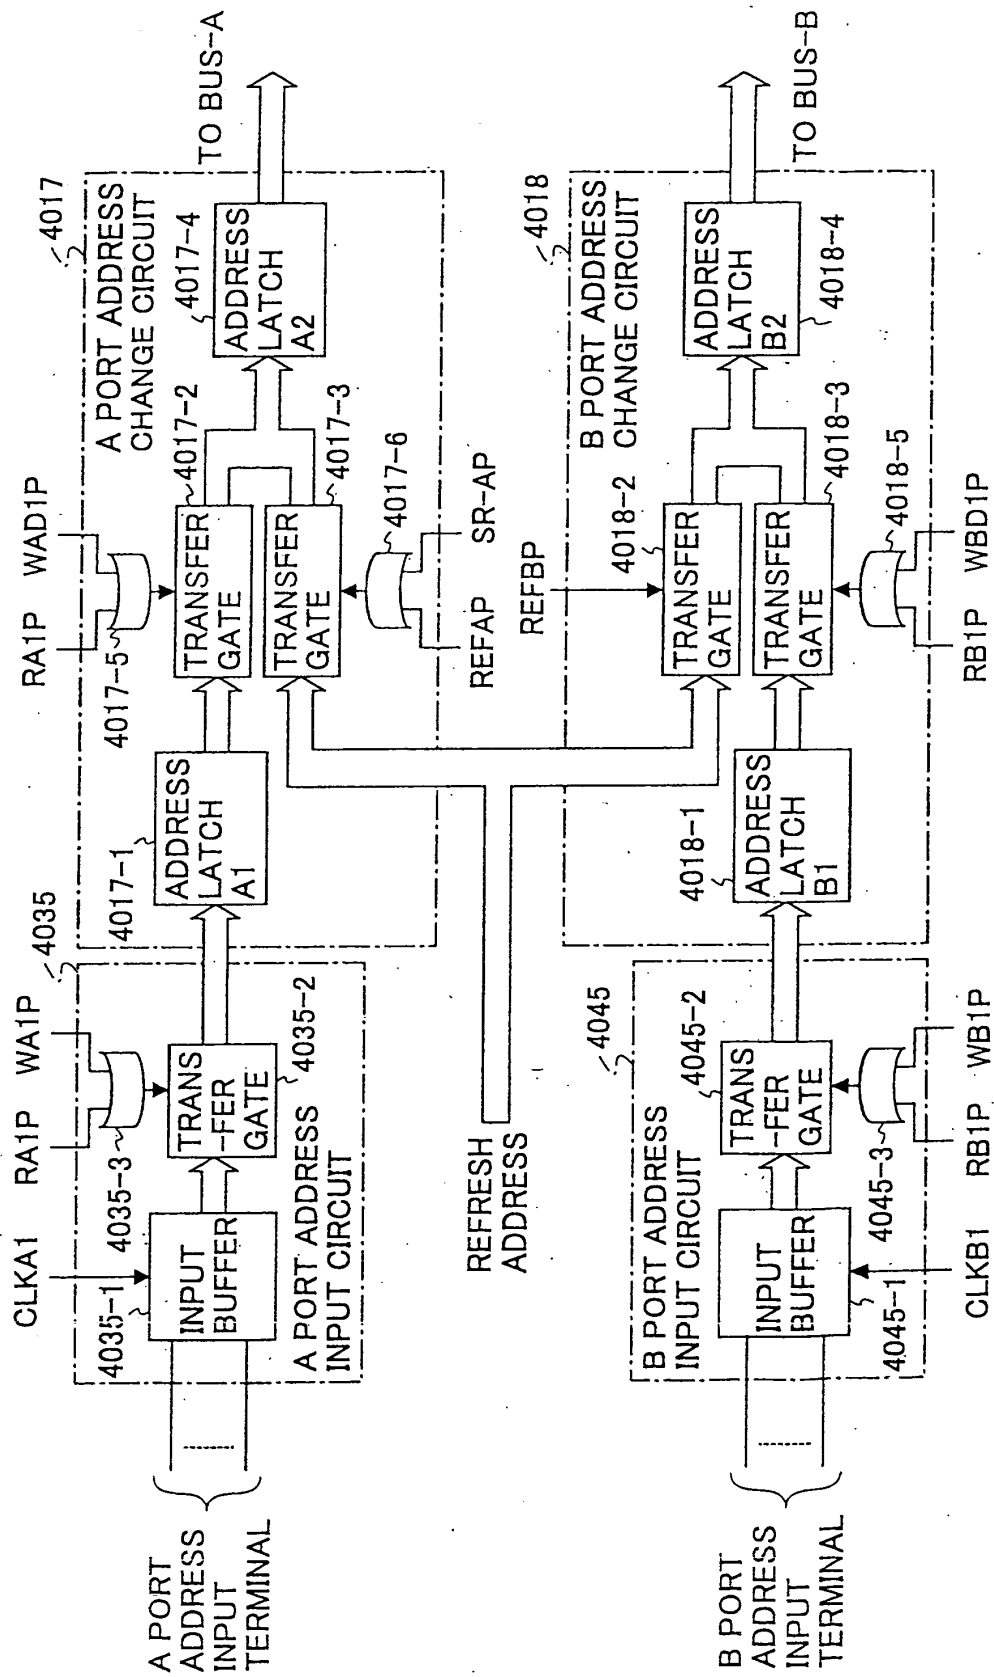 A PORT
ADDRESS
INPUT
TERMINAL
CLKA1
4035-1
INPUT
BUFFER
A PORT ADDRESS
INPUT CIRCUIT
RA1P
WA1P
4035-3
TRANS
-FER
GATE
4035-2
4035
4017-1
ADDRESS
LATCH
A1
RA1P
WAD1P
4017-5
TRANSFER
GATE
4017-2
TRANSFER
GATE
4017-3
4017-6
REFAP
SR-AP
A PORT ADDRESS
CHANGE CIRCUIT
4017
4017-4
ADDRESS
LATCH
A2
TO BUS-A
REFRESH
ADDRESS
B PORT
ADDRESS
INPUT
TERMINAL
B PORT ADDRESS
INPUT CIRCUIT
INPUT
BUFFER
4045-1
CLKB1
4045
4045-2
TRANS
-FER
GATE
4045-3
RB1P
WB1P
4018-1
ADDRESS
LATCH
B1
REFBP
4018-2
TRANSFER
GATE
TRANSFER
GATE
4018-3
4018-5
RB1P
WBD1P
B PORT ADDRESS
CHANGE CIRCUIT
4018
ADDRESS
LATCH
B2
4018-4
TO BUS-B